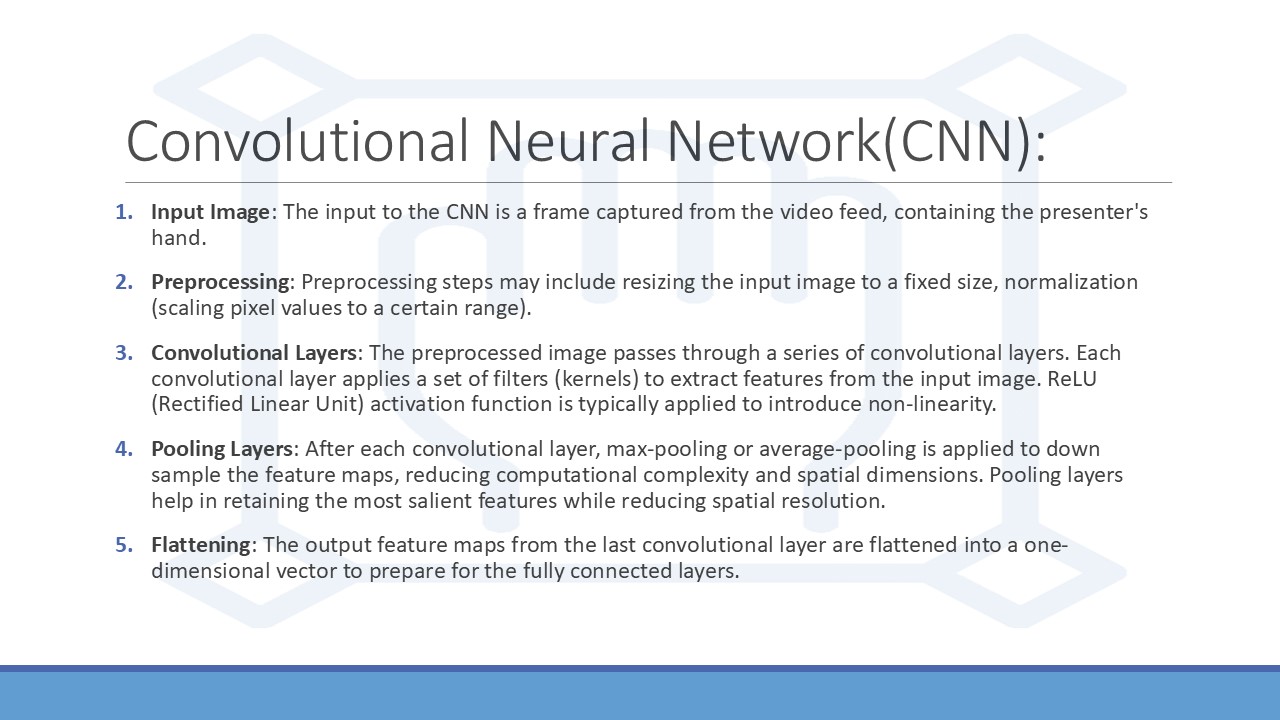 Convolutional Neural Network(CNN):
1. Input Image: The input to the CNN is a frame captured from the video feed, containing the presenter's
hand.
2. Preprocessing: Preprocessing steps may include resizing the input image to a fixed size, normalization
(scaling pixel values to a certain range).
3. Convolutional Layers: The preprocessed image passes through a series of convolutional layers. Each
convolutional layer applies a set of filters (kernels) to extract features from the input image. ReLU
(Rectified Linear Unit) activation function is typically applied to introduce non-linearity.
4. Pooling Layers: After each convolutional layer, max-pooling or average-pooling is applied to down
sample the feature maps, reducing computational complexity and spatial dimensions. Pooling layers
help in retaining the most salient features while reducing spatial resolution.
5. Flattening: The output feature maps from the last convolutional layer are flattened into a one-
dimensional vector to prepare for the fully connected layers.